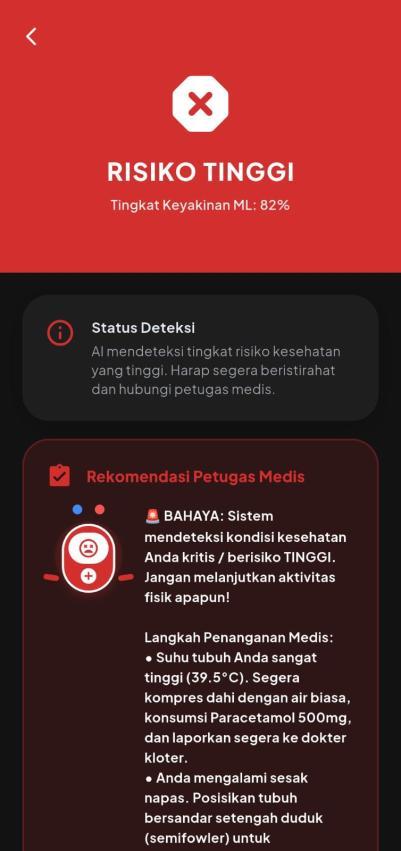 RISIKO TINGGI
Tingkat Keyakinan ML: 82%
Status Deteksi
AI mendeteksi tingkat risiko kesehatan
yang tinggi. Harap segera beristirahat
dan hubungi petugas medis.
Rekomendasi Petugas Medis
🚨 BAHAYA: Sistem
mendeteksi kondisi kesehatan
Anda kritis / berisiko TINGGI.
Jangan melanjutkan aktivitas
fisik apapun!
Langkah Penanganan Medis:
• Suhu tubuh Anda sangat
tinggi (39.5°C). Segera
kompres dahi dengan air biasa,
konsumsi Paracetamol 500mg,
dan laporkan segera ke dokter
kloter.
• Anda mengalami sesak
napas. Posisikan tubuh
bersandar setengah duduk
(semifowler) untuk